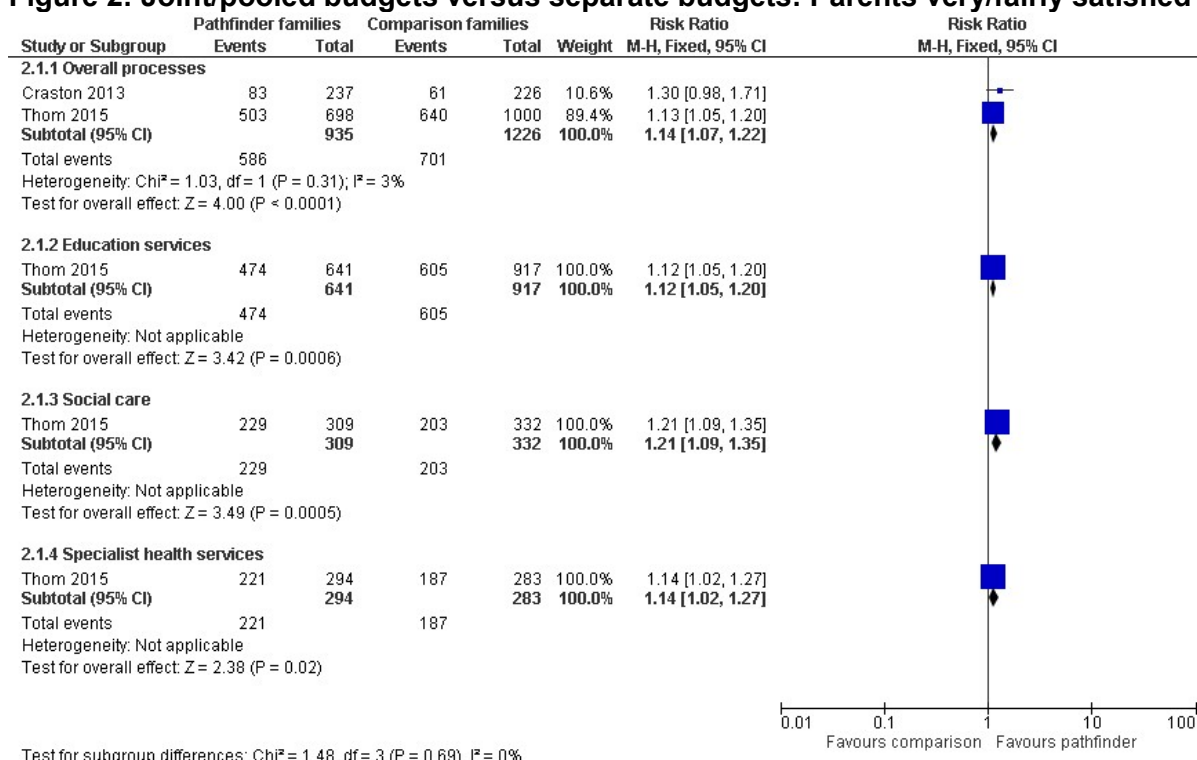 Figure 2: Joint/pooled budgets versus separate budgets: Parents very/fairly satisfied
Pathfinder families Comparison families Risk Ratio Risk Ratio
Study or Subgroup Events Total Events Total Weight M-H, Fixed, 95% CI M-H, Fixed, 95% CI
2.1.1 Overall processes
Craston 2013 83 237 61 226 10.6% 1.30 [0.98, 1.71]
Thom 2015 503 698 640 1000 89.4% 1.13 [1.05, 1.20]
Subtotal (95% CI) 935 1226 100.0% 1.14 [1.07, 1.22]
Total events 586 701
Heterogeneity: Chi² = 1.03, df = 1 (P = 0.31); I² = 3%
Test for overall effect: Z = 4.00 (P < 0.0001)
2.1.2 Education services
Thom 2015 474 641 605 917 100.0% 1.12 [1.05, 1.20]
Subtotal (95% CI) 641 917 100.0% 1.12 [1.05, 1.20]
Total events 474 605
Heterogeneity: Not applicable
Test for overall effect: Z = 3.42 (P = 0.0006)
2.1.3 Social care
Thom 2015 229 309 203 332 100.0% 1.21 [1.09, 1.35]
Subtotal (95% CI) 309 332 100.0% 1.21 [1.09, 1.35]
Total events 229 203
Heterogeneity: Not applicable
Test for overall effect: Z = 3.49 (P = 0.0005)
2.1.4 Specialist health services
Thom 2015 221 294 187 283 100.0% 1.14 [1.02, 1.27]
Subtotal (95% CI) 294 283 100.0% 1.14 [1.02, 1.27]
Total events 221 187
Heterogeneity: Not applicable
Test for overall effect: Z = 2.38 (P = 0.02)
0.01 0.1 1 10 100
Favours comparison Favours pathfinder
Test for subgroup differences: Chi² = 1.48, df = 3 (P = 0.69), I² = 0%